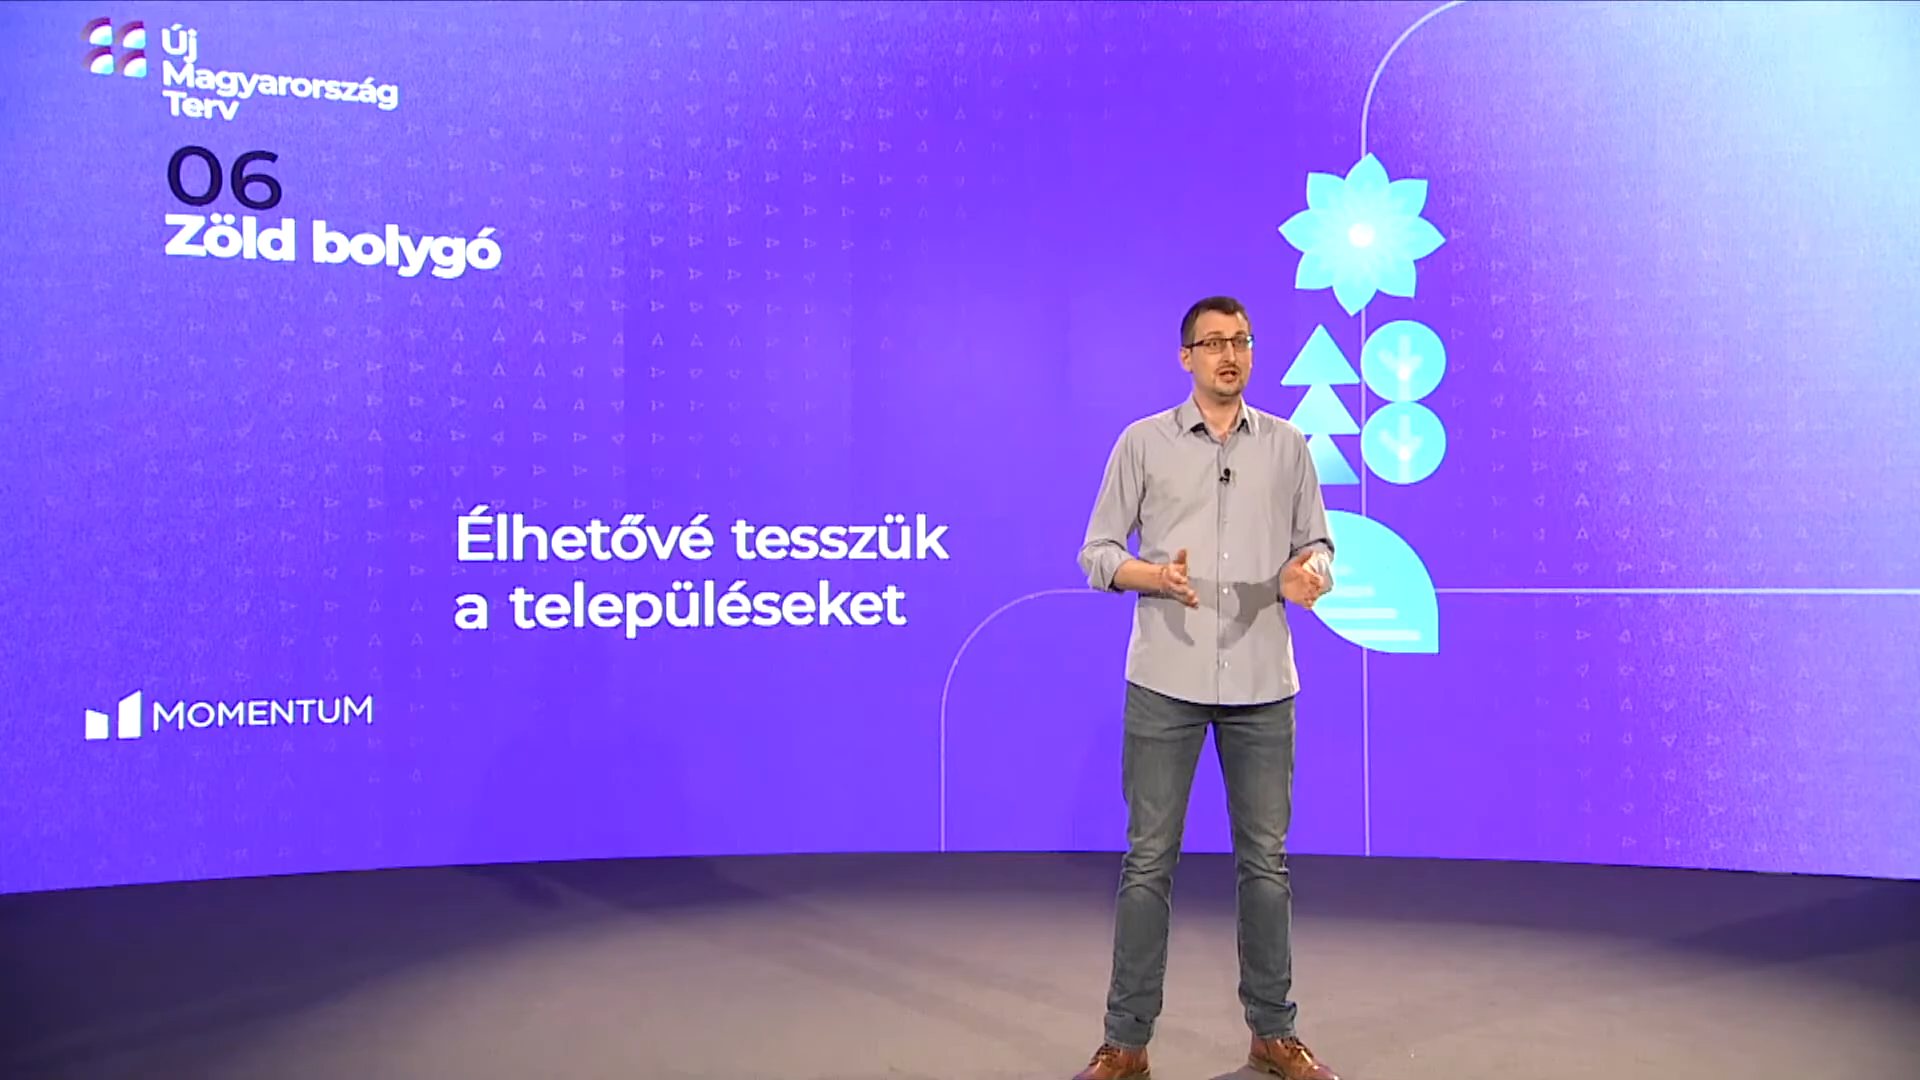 Új
Magyarország
Terv
06
Zöld bolygó
Élhetővé tesszük
a településeket
MOMENTUM